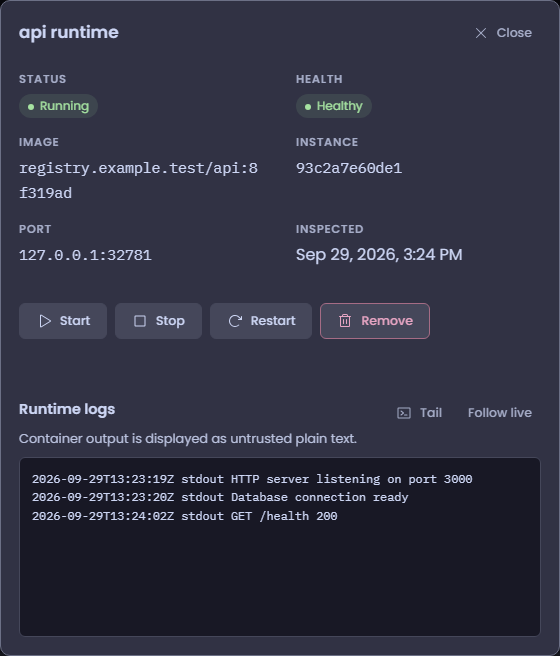 api runtime
Close
STATUS
HEALTH
Running
Healthy
IMAGE
INSTANCE
registry.example.test/api:8
f319ad
93c2a7e60de1
PORT
INSPECTED
127.0.0.1:32781
Sep 29, 2026, 3:24 PM
Start
Stop
Restart
Remove
Runtime logs
Tail
Follow live
Container output is displayed as untrusted plain text.
2026-09-29T13:23:19Z stdout HTTP server listening on port 3000
2026-09-29T13:23:20Z stdout Database connection ready
2026-09-29T13:24:02Z stdout GET /health 200